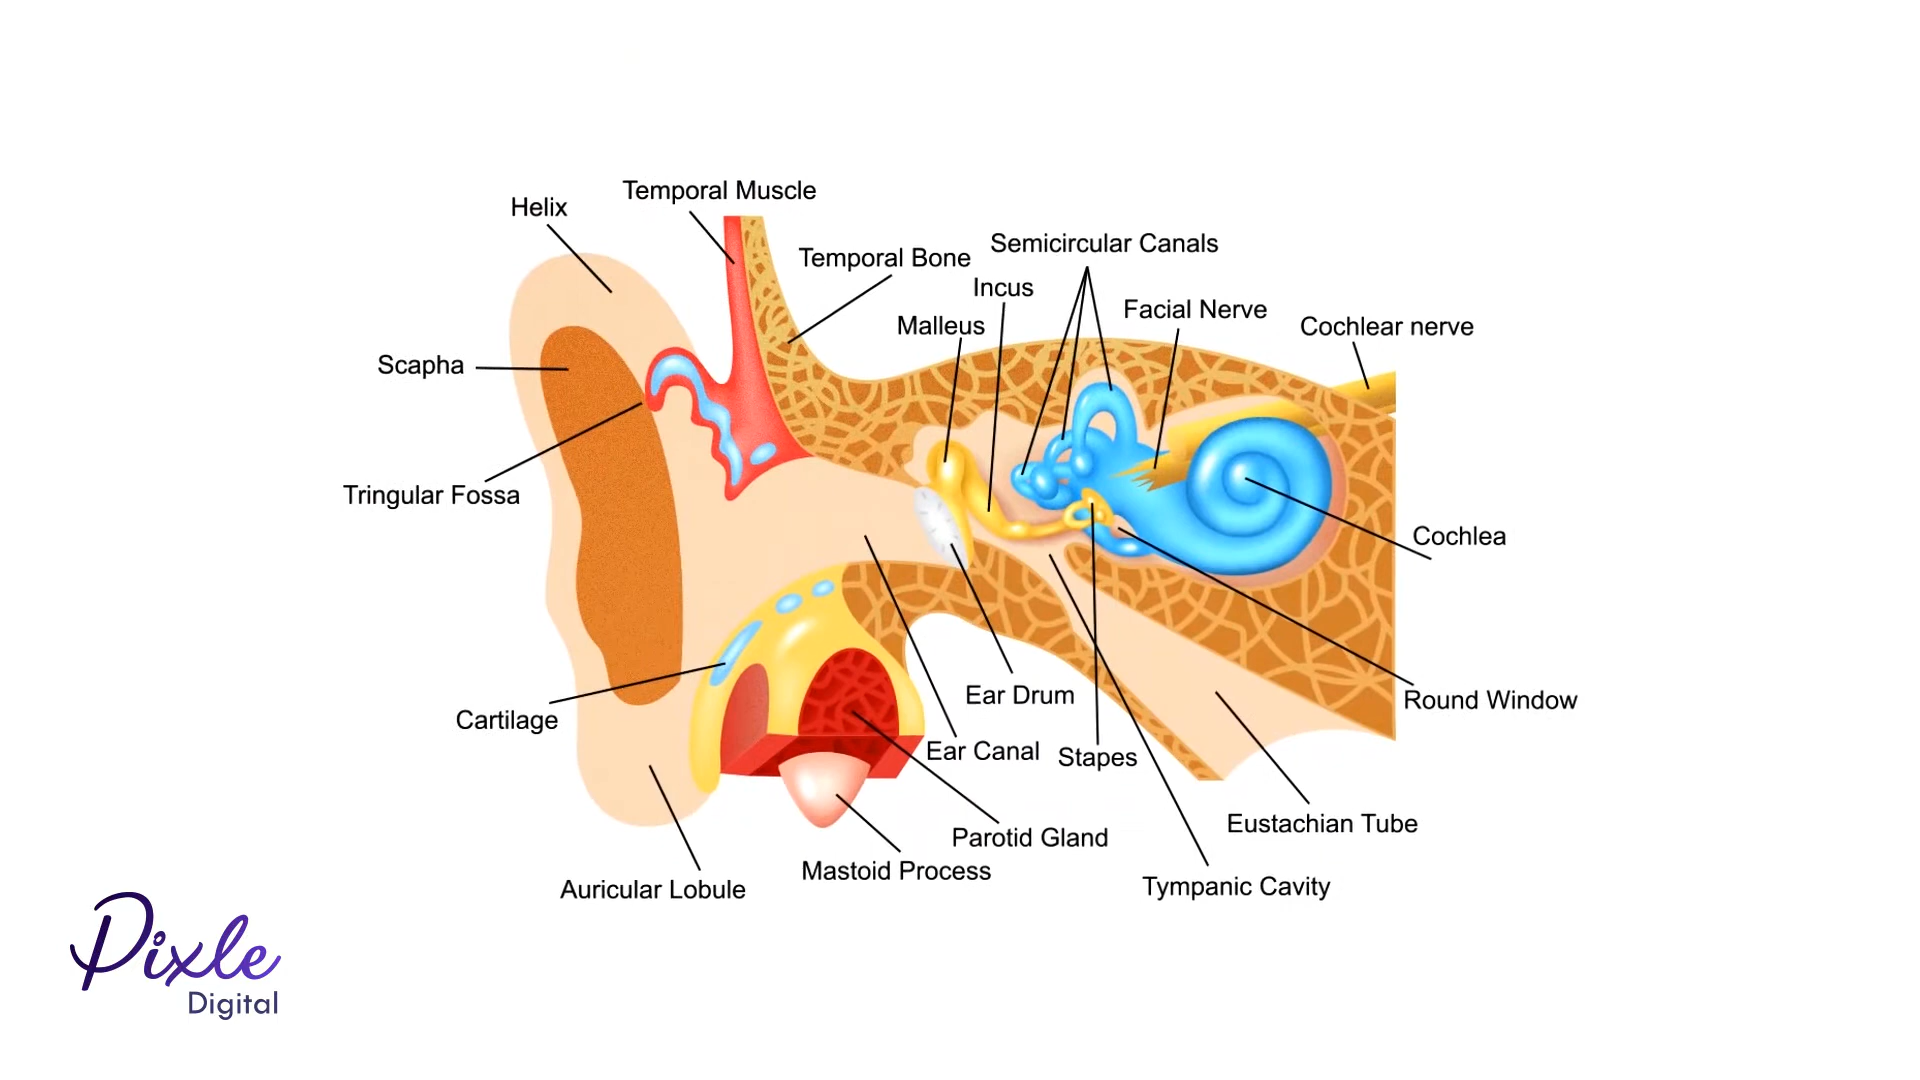 Temporal Muscle
Helix
Semicircular Canals
Temporal Bone
Incus
Facial Nerve
Malleus
Cochlear nerve
Scapha
Tringular Fossa
Cochlea
Ear Drum
Round Window
Cartilage
Ear Canal
Stapes
Eustachian Tube
Parotid Gland
Mastoid Process
Tympanic Cavity
Auricular Lobule
Pixle
Digital